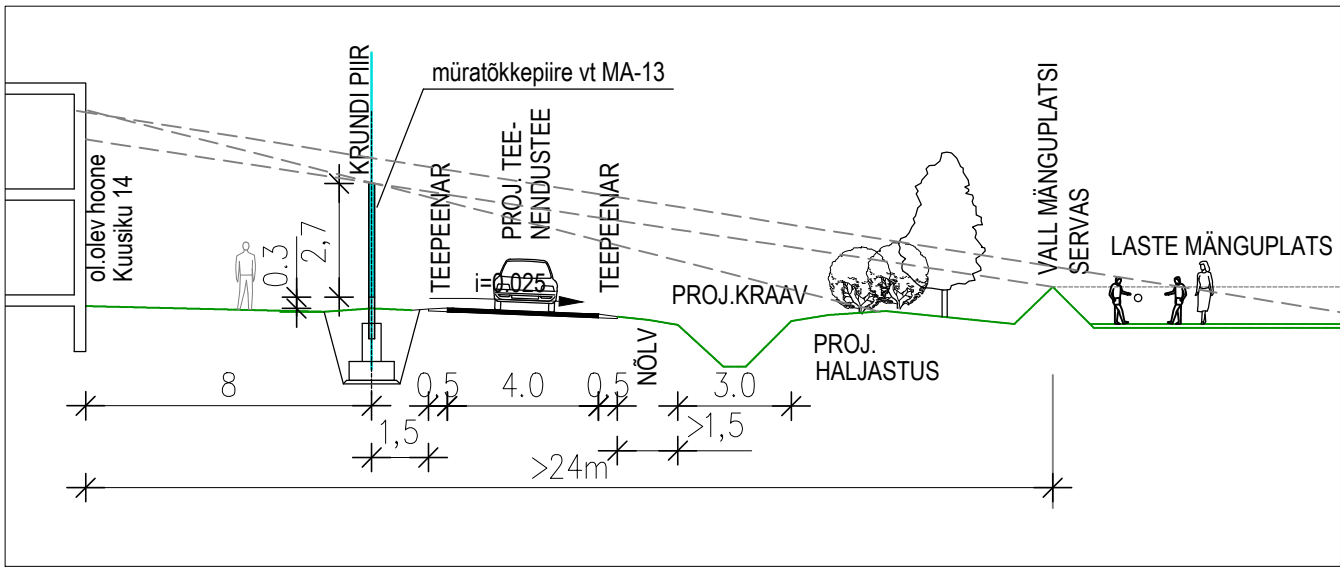 ol.olev hoone
Kuusiku 14
KRUNDI PIIR
müratõkkepiire vt MA-13
0.3
2,7
TEEPEENAR
PROJ. TEE-
NENDUSTEE
i=0,025
TEEPEENAR
NÕLV
PROJ.KRAAV
PROJ.
HALJASTUS
VALL MÄNGUPLATSI
SERVAS
LASTE MÄNGUPLATS
8
0,5
4.0
0,5
3.0
1,5
>1,5
>24m